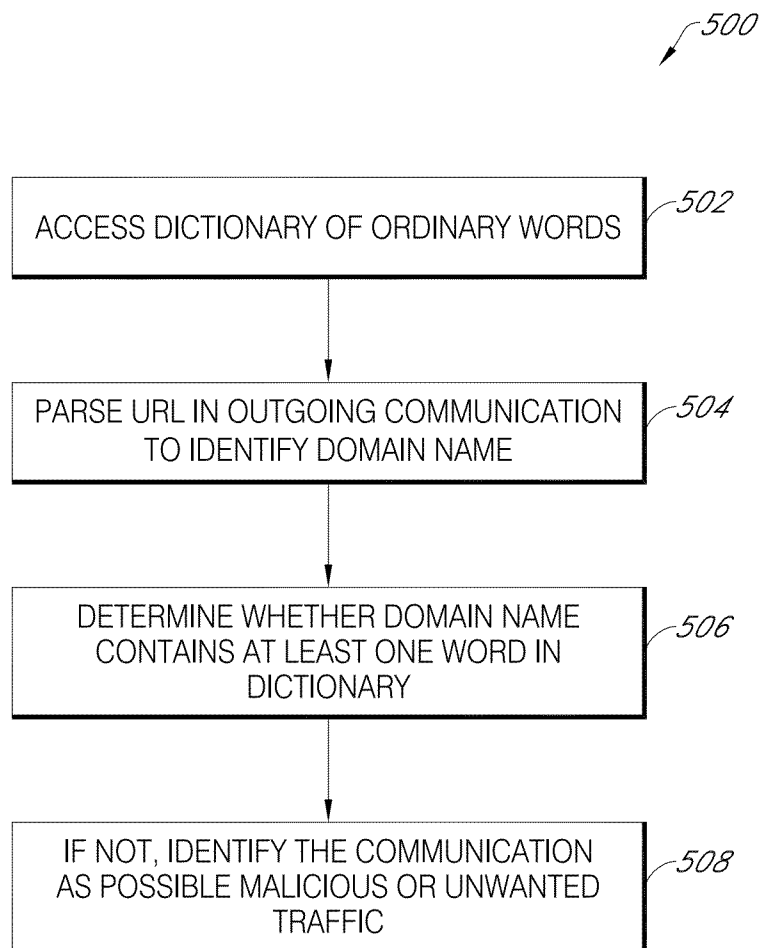 500
ACCESS DICTIONARY OF ORDINARY WORDS
502
PARSE URL IN OUTGOING COMMUNICATION
TO IDENTIFY DOMAIN NAME
504
DETERMINE WHETHER DOMAIN NAME
CONTAINS AT LEAST ONE WORD IN
DICTIONARY
506
IF NOT, IDENTIFY THE COMMUNICATION
AS POSSIBLE MALICIOUS OR UNWANTED
TRAFFIC
508